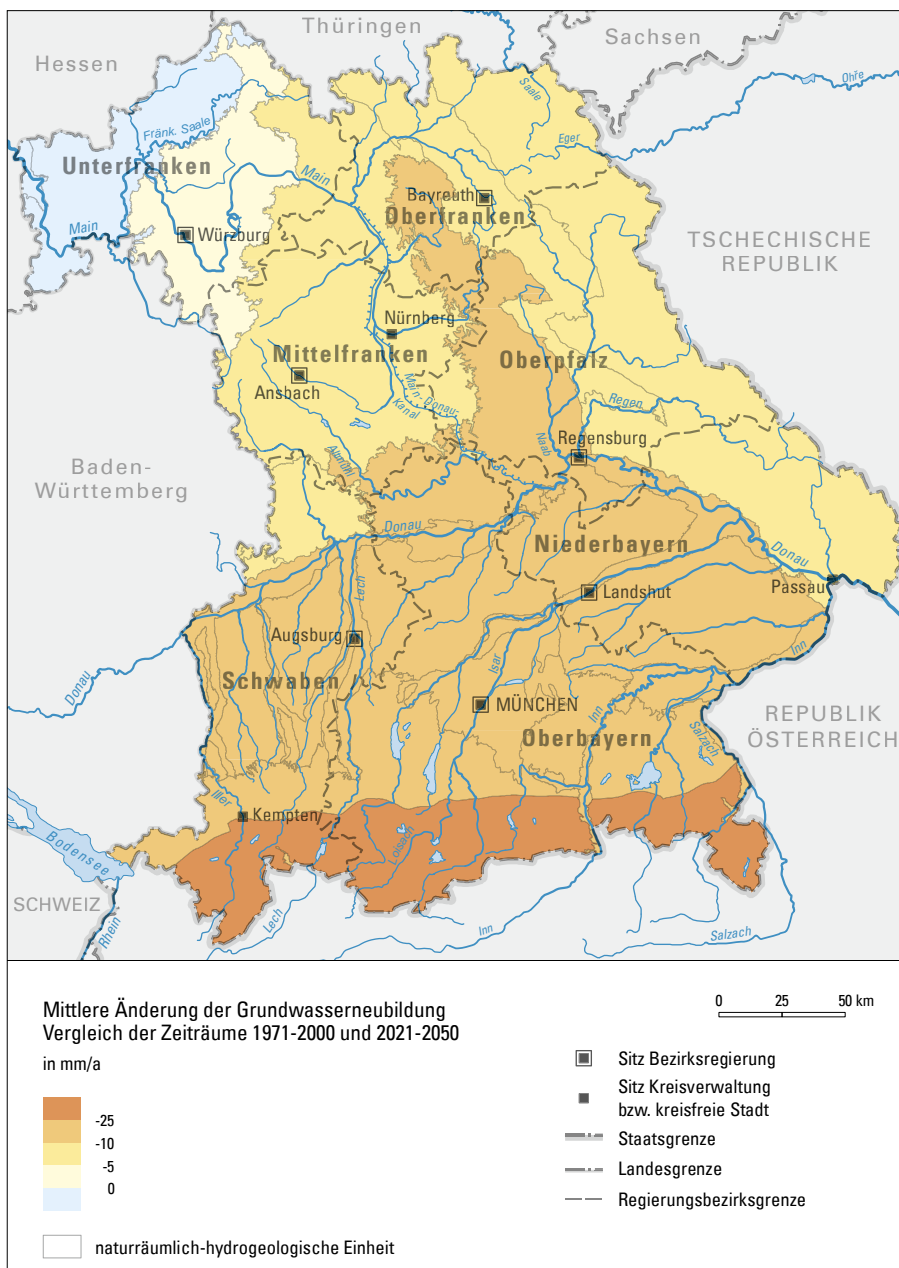 Thüringen
Sachsen
Hessen
Ohře
Saale
Fränk. Saale
Eger
Unterfranken
Main
Bayreuth
Oberfranken
Main
Würzburg
TSCHECHISCHE
REPUBLIK
Nürnberg
Mittelfranken
Oberpfalz
Ansbach
Main-Donau-
Kanal
Regen
Naab
Regensburg
Baden-
Württemberg
Altmühl
Donau
Niederbayern
Donau
Lech
Passau
Landshut
Augsburg
Isar
Inn
Donau
Schwaben
MÜNCHEN
Inn
Oberbayern
Salzach
REPUBLIK
ÖSTERREICH
Iller
Kempten
Loisach
Bodensee
SCHWEIZ
Rhein
Lech
Inn
Salzach
Mittlere Änderung der Grundwasserneubildung
Vergleich der Zeiträume 1971-2000 und 2021-2050
in mm/a
0 25 50 km
-25
-10
-5
0
Sitz Bezirksregierung
Sitz Kreisverwaltung
bzw. kreisfreie Stadt
Staatsgrenze
Landesgrenze
Regierungsbezirksgrenze
naturräumlich-hydrogeologische Einheit